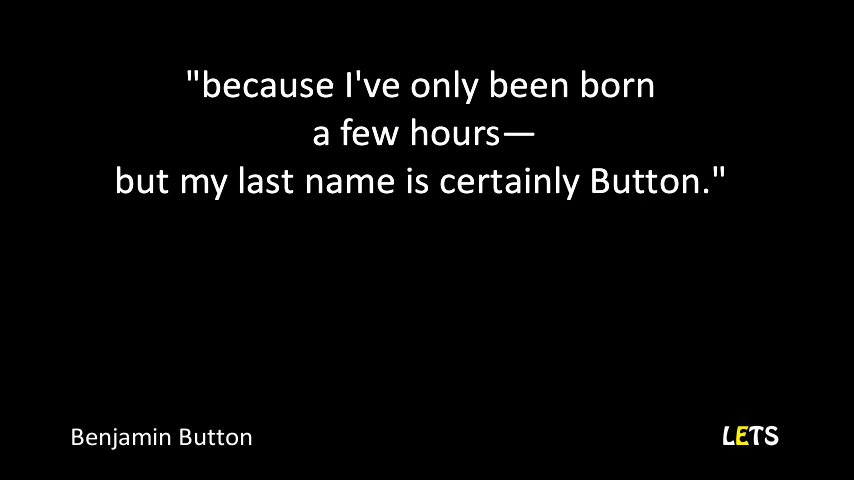 "because I've only been born
a few hours—
but my last name is certainly Button."
Benjamin Button
LETS